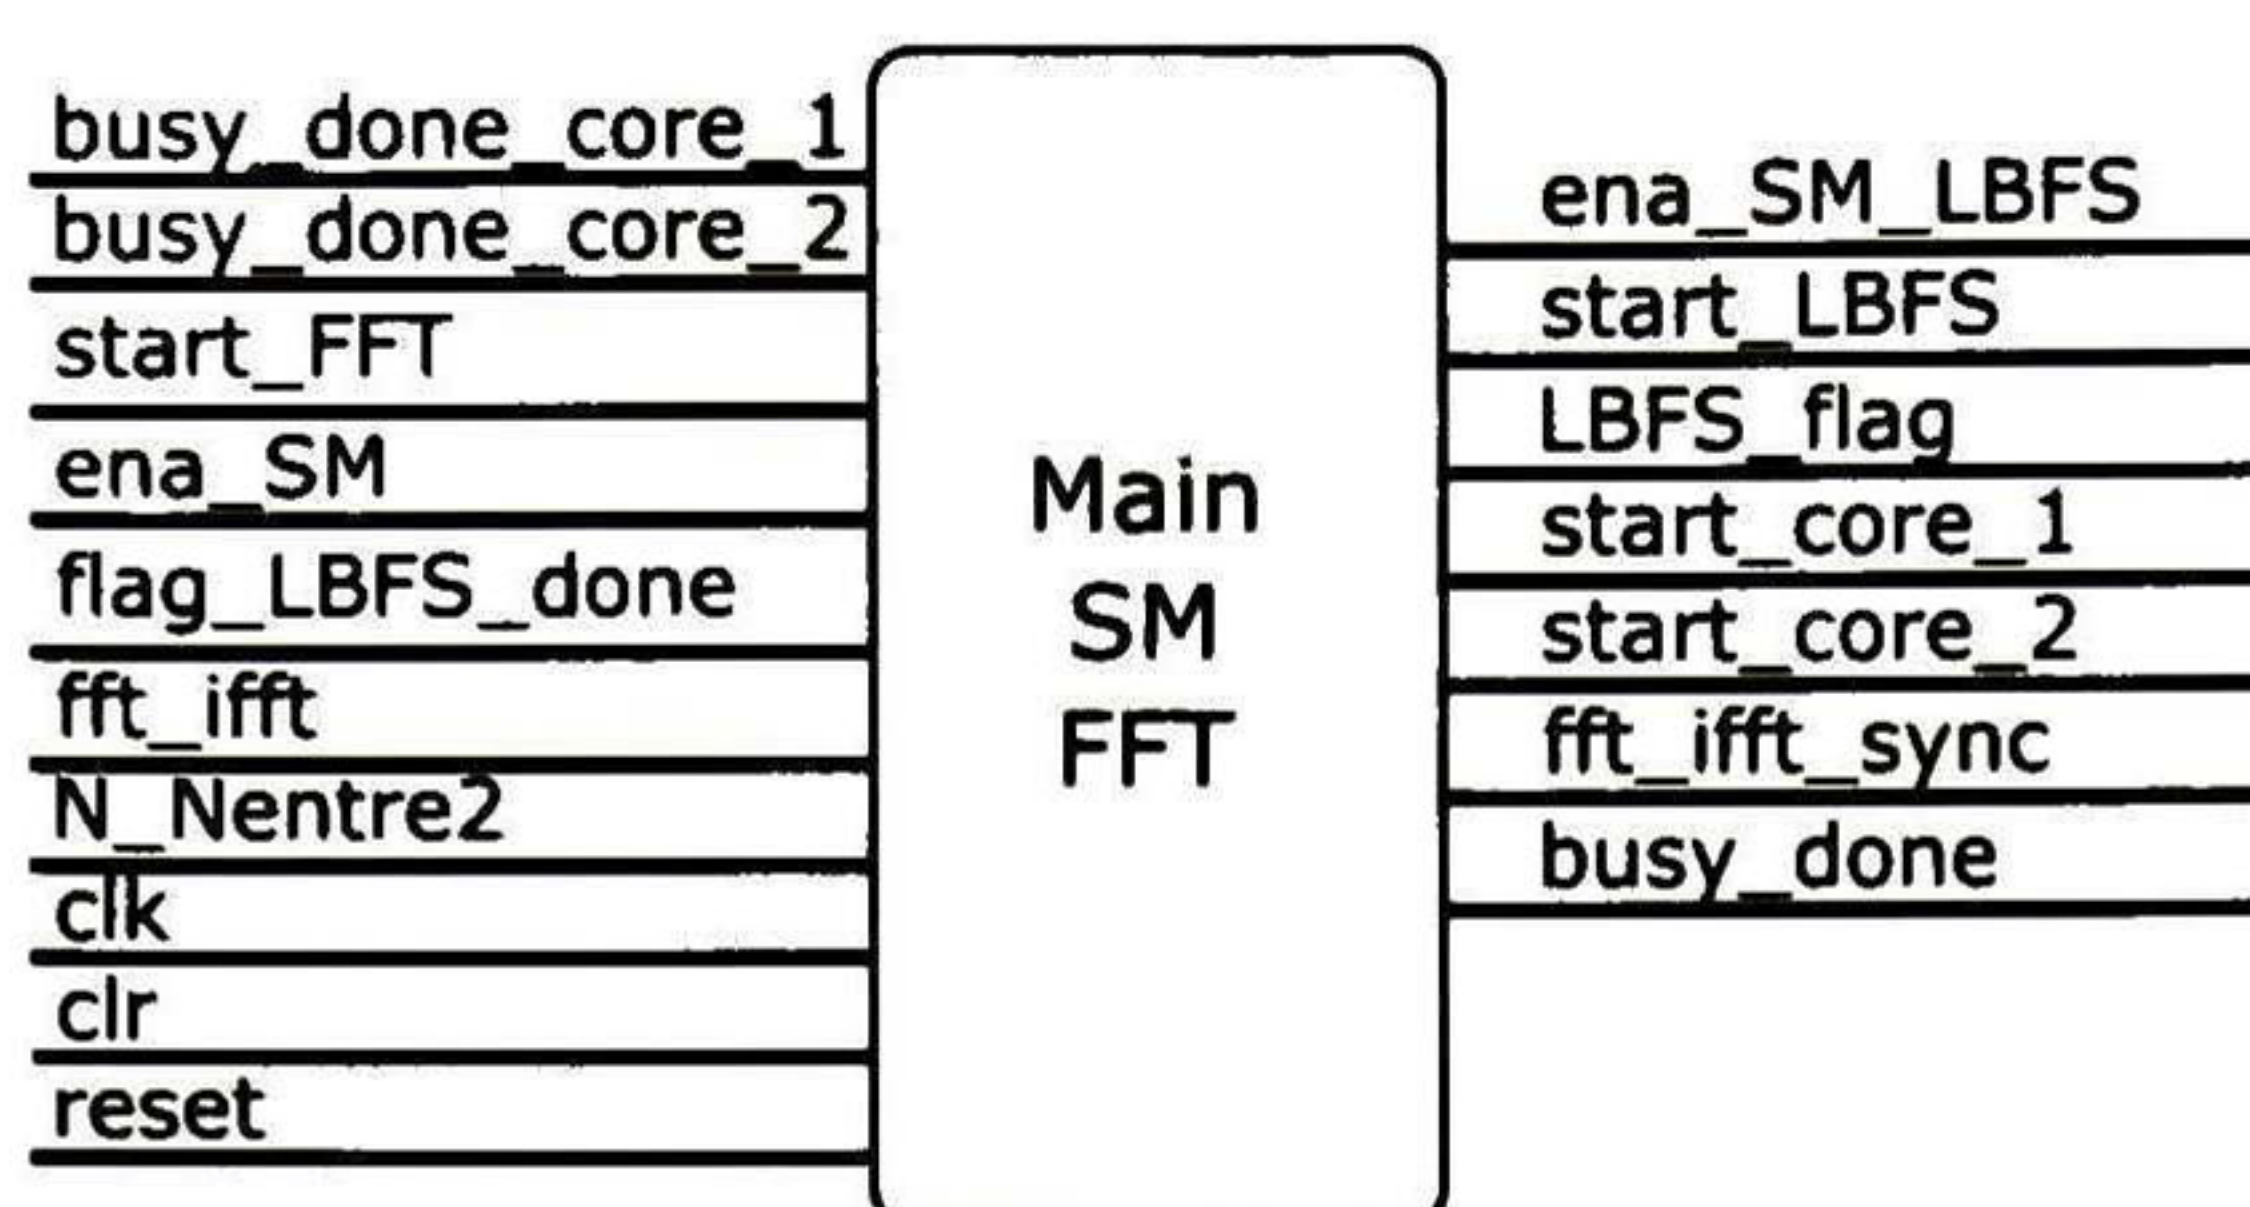 busy_done_core_1
busy_done_core_2
start_FFT
ena_SM
flag_LBFS_done
fft_ifft
N_Nentre2
clk
clr
reset
Main
SM
FFT
ena_SM_LBFS
start_LBFS
LBFS_flag
start_core_1
start_core_2
fft_ifft_sync
busy_done